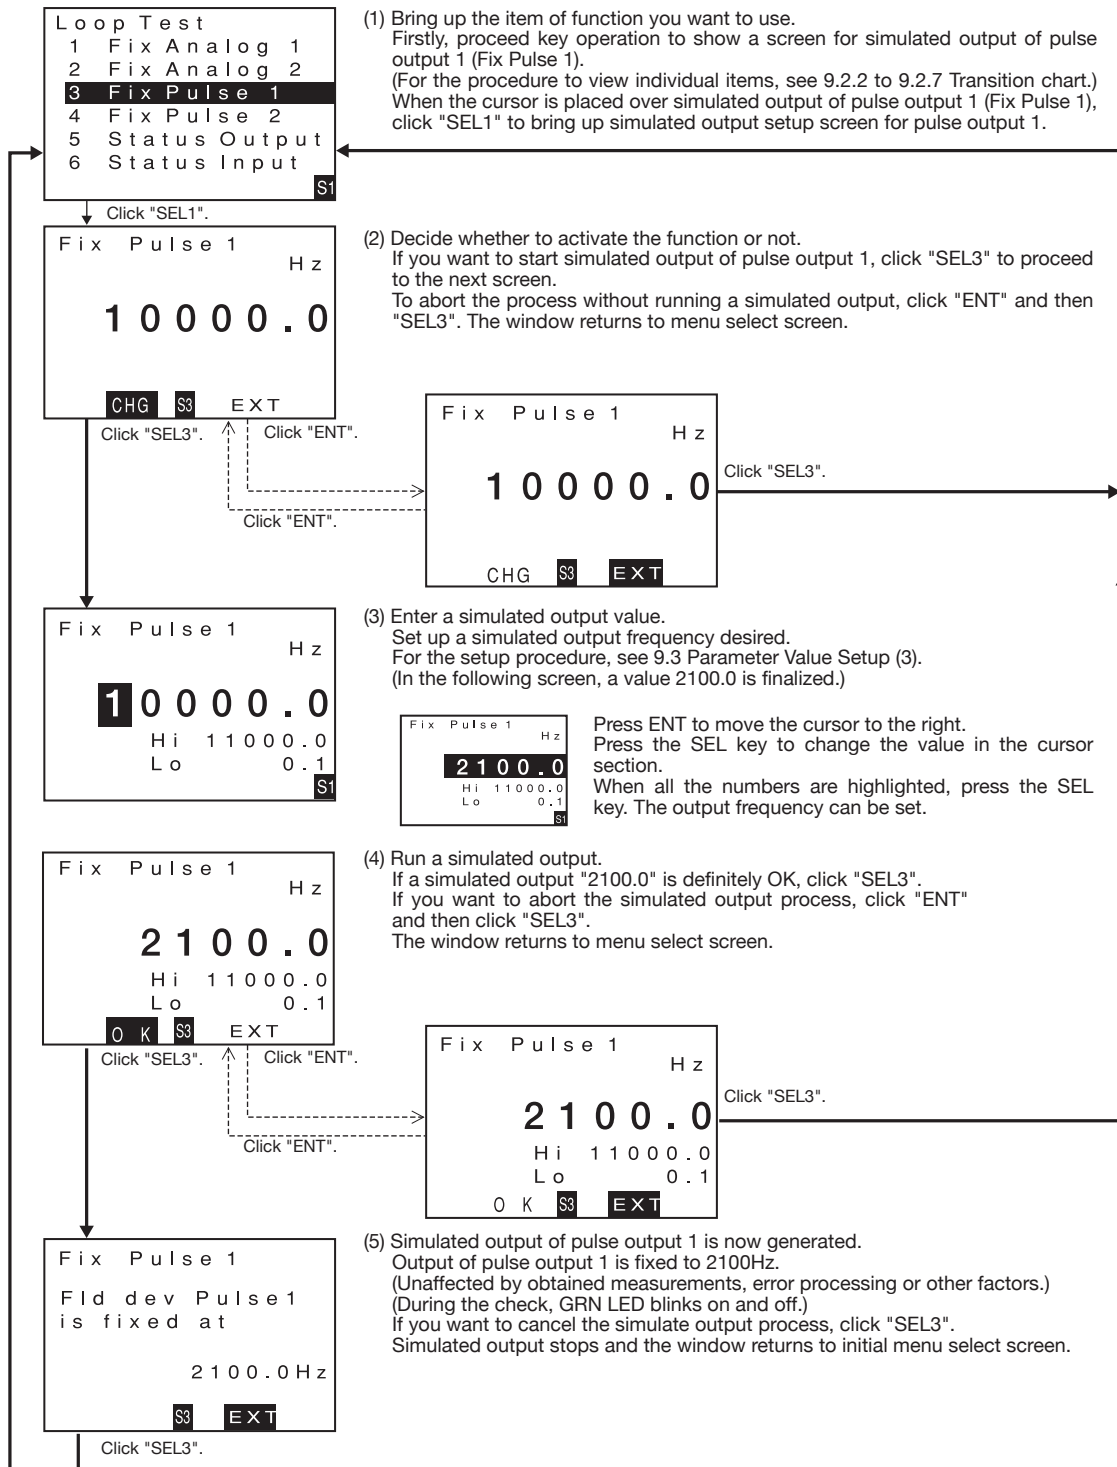 Loop Test
1 Fix Analog 1
2 Fix Analog 2
3 Fix Pulse 1
4 Fix Pulse 2
5 Status Output
6 Status Input
S1
(1) Bring up the item of function you want to use.
Firstly, proceed key operation to show a screen for simulated output of pulse
output 1 (Fix Pulse 1).
(For the procedure to view individual items, see 9.2.2 to 9.2.7 Transition chart.)
When the cursor is placed over simulated output of pulse output 1 (Fix Pulse 1),
click "SEL1" to bring up simulated output setup screen for pulse output 1.
Click "SEL1".
Fix Pulse 1
Hz
10000.0
CHG S3 EXT
(2) Decide whether to activate the function or not.
If you want to start simulated output of pulse output 1, click "SEL3" to proceed
to the next screen.
To abort the process without running a simulated output, click "ENT" and then
"SEL3". The window returns to menu select screen.
Click "SEL3".
Click "ENT".
Click "ENT".
Fix Pulse 1
Hz
10000.0
CHG S3 EXT
Click "SEL3".
Fix Pulse 1
Hz
10000.0
Hi 11000.0
Lo 0.1
S1
(3) Enter a simulated output value.
Set up a simulated output frequency desired.
For the setup procedure, see 9.3 Parameter Value Setup (3).
(In the following screen, a value 2100.0 is finalized.)
Fix Pulse 1
Hz
2100.0
Hi 11000.0
Lo 0.1
S1
Press ENT to move the cursor to the right.
Press the SEL key to change the value in the cursor
section.
When all the numbers are highlighted, press the SEL
key. The output frequency can be set.
Fix Pulse 1
Hz
2100.0
Hi 11000.0
Lo 0.1
OK S3 EXT
(4) Run a simulated output.
If a simulated output "2100.0" is definitely OK, click "SEL3".
If you want to abort the simulated output process, click "ENT"
and then click "SEL3".
The window returns to menu select screen.
Click "SEL3".
Click "ENT".
Click "ENT".
Fix Pulse 1
Hz
2100.0
Hi 11000.0
Lo 0.1
OK S3 EXT
Click "SEL3".
Fix Pulse 1
Fld dev Pulse1
is fixed at
2100.0Hz
S3 EXT
(5) Simulated output of pulse output 1 is now generated.
Output of pulse output 1 is fixed to 2100Hz.
(Unaffected by obtained measurements, error processing or other factors.)
(During the check, GRN LED blinks on and off.)
If you want to cancel the simulate output process, click "SEL3".
Simulated output stops and the window returns to initial menu select screen.
Click "SEL3".